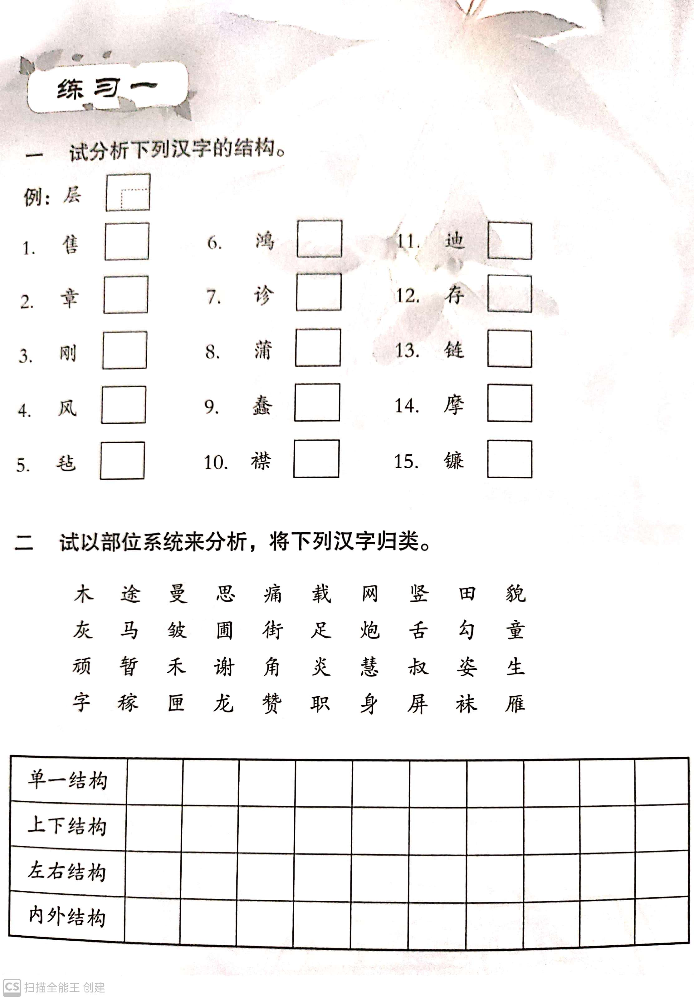 练习一
一 试分析下列汉字的结构。
例：层
1. 售 6. 鸿 11. 迪
2. 章 7. 诊 12. 存
3. 刚 8. 蒲 13. 链
4. 风 9. 蠢 14. 摩
5. 毡 10. 襟 15. 镰
二 试以部位系统来分析，将下列汉字归类。
木 途 曼 思 痛 载 网 竖 田 貌
灰 马 皱 圃 街 足 炮 舌 勾 童
顽 暂 禾 谢 角 炎 慧 叔 姿 生
字 稼 匣 龙 赞 职 身 屏 袜 雁
单一结构
上下结构
左右结构
内外结构
CS 扫描全能王 创建